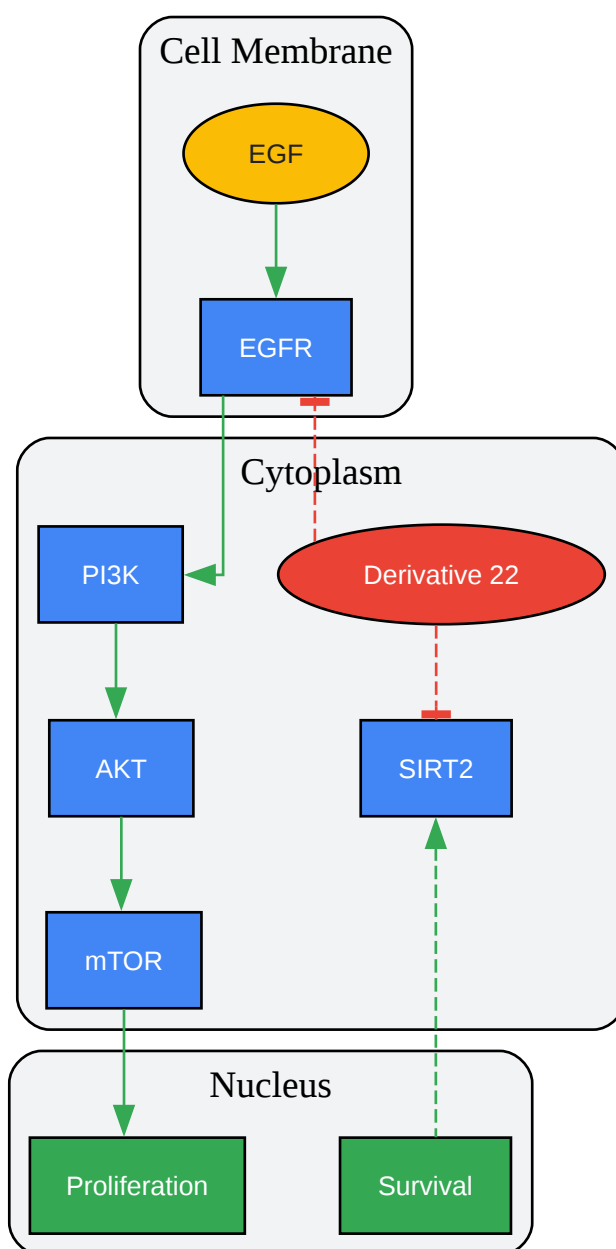 Cell Membrane
EGF
EGFR
Cytoplasm
PI3K
Derivative 22
AKT
SIRT2
mTOR
Nucleus
Proliferation
Survival